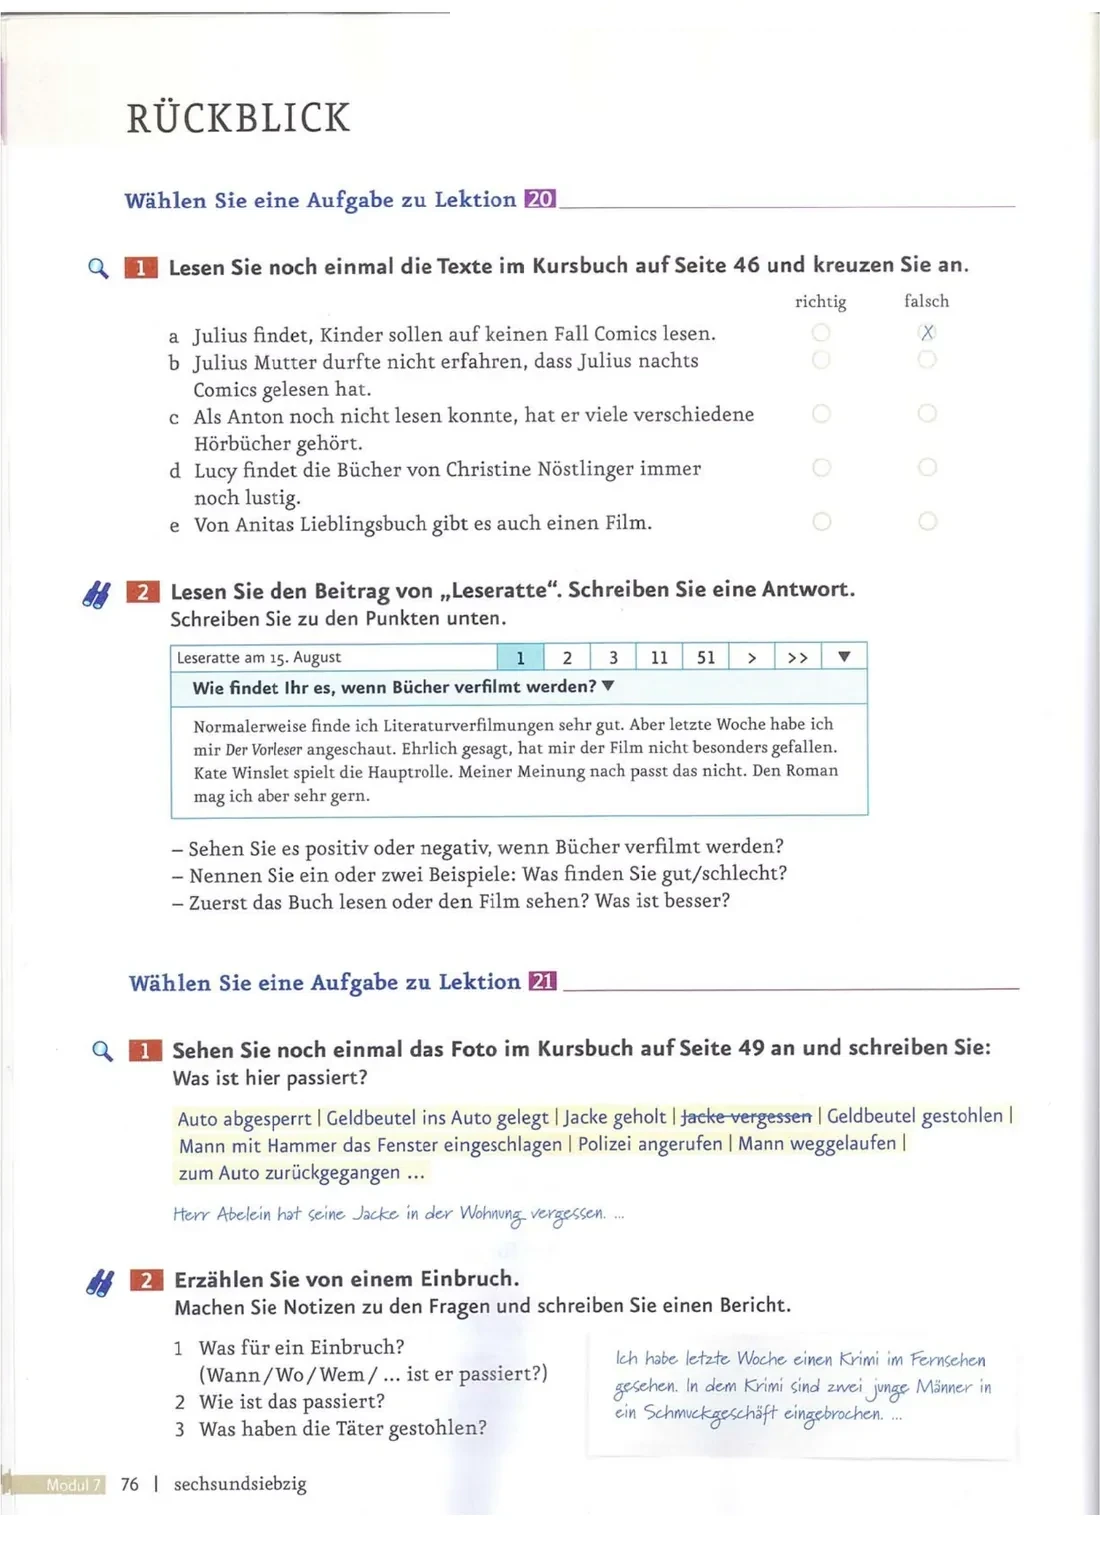 RÜCKBLICK
Wählen Sie eine Aufgabe zu Lektion 20
1 Lesen Sie noch einmal die Texte im Kursbuch auf Seite 46 und kreuzen Sie an.
richtig falsch
a Julius findet, Kinder sollen auf keinen Fall Comics lesen. X
b Julius Mutter durfte nicht erfahren, dass Julius nachts
Comics gelesen hat.
c Als Anton noch nicht lesen konnte, hat er viele verschiedene
Hörbücher gehört.
d Lucy findet die Bücher von Christine Nöstlinger immer
noch lustig.
e Von Anitas Lieblingsbuch gibt es auch einen Film.
2 Lesen Sie den Beitrag von „Leseratte“. Schreiben Sie eine Antwort.
Schreiben Sie zu den Punkten unten.
Leseratte am 15. August 1 2 3 11 51 > >> ▼
Wie findet Ihr es, wenn Bücher verfilmt werden? ▼
Normalerweise finde ich Literaturverfilmungen sehr gut. Aber letzte Woche habe ich
mir Der Vorleser angeschaut. Ehrlich gesagt, hat mir der Film nicht besonders gefallen.
Kate Winslet spielt die Hauptrolle. Meiner Meinung nach passt das nicht. Den Roman
mag ich aber sehr gern.
– Sehen Sie es positiv oder negativ, wenn Bücher verfilmt werden?
– Nennen Sie ein oder zwei Beispiele: Was finden Sie gut/schlecht?
– Zuerst das Buch lesen oder den Film sehen? Was ist besser?
Wählen Sie eine Aufgabe zu Lektion 21
1 Sehen Sie noch einmal das Foto im Kursbuch auf Seite 49 an und schreiben Sie:
Was ist hier passiert?
Auto abgesperrt | Geldbeutel ins Auto gelegt | Jacke geholt | Jacke vergessen | Geldbeutel gestohlen |
Mann mit Hammer das Fenster eingeschlagen | Polizei angerufen | Mann weggelaufen |
zum Auto zurückgegangen ...
Herr Abelein hat seine Jacke in der Wohnung vergessen. ...
2 Erzählen Sie von einem Einbruch.
Machen Sie Notizen zu den Fragen und schreiben Sie einen Bericht.
1 Was für ein Einbruch?
(Wann/Wo/Wem/... ist er passiert?)
2 Wie ist das passiert?
3 Was haben die Täter gestohlen?
Ich habe letzte Woche einen Krimi im Fernsehen
gesehen. In dem Krimi sind zwei junge Männer in
ein Schmuckgeschäft eingebrochen. ...
Modul 7 76 | sechsundsiebzig